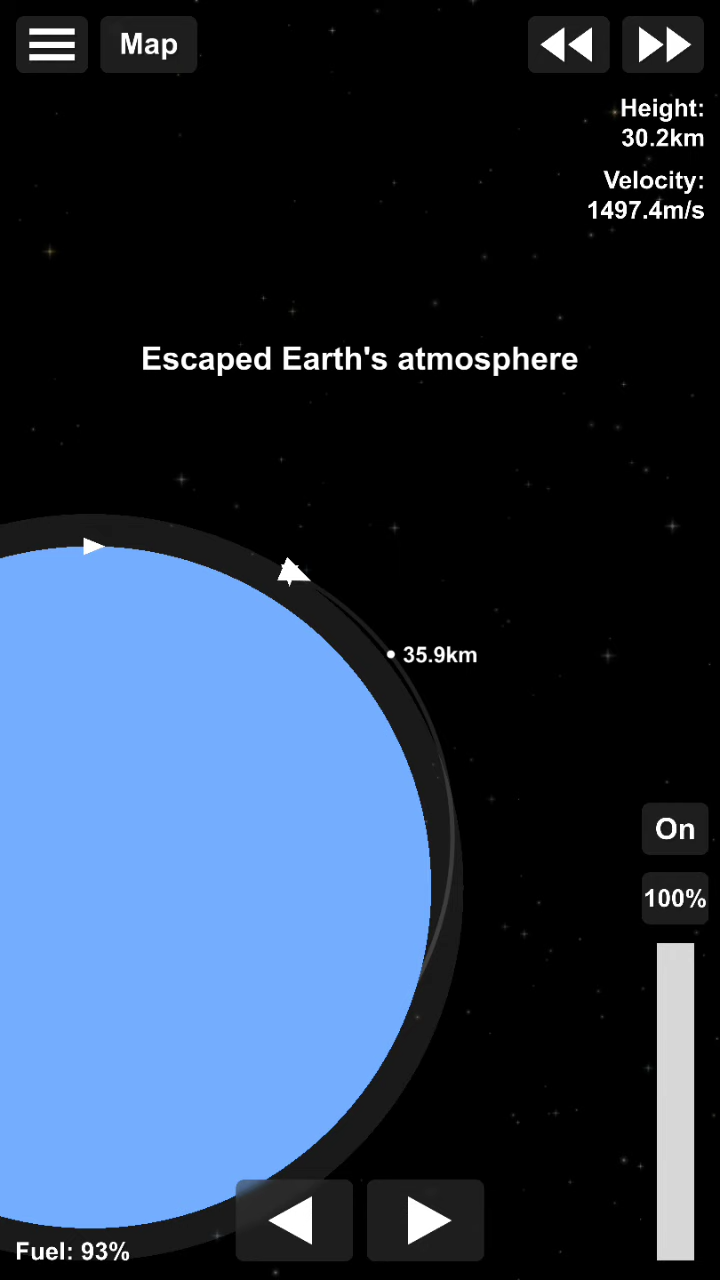 Map
Height:
30.2km
Velocity:
1497.4m/s
Escaped Earth's atmosphere
35.9km
On
100%
Fuel: 93%